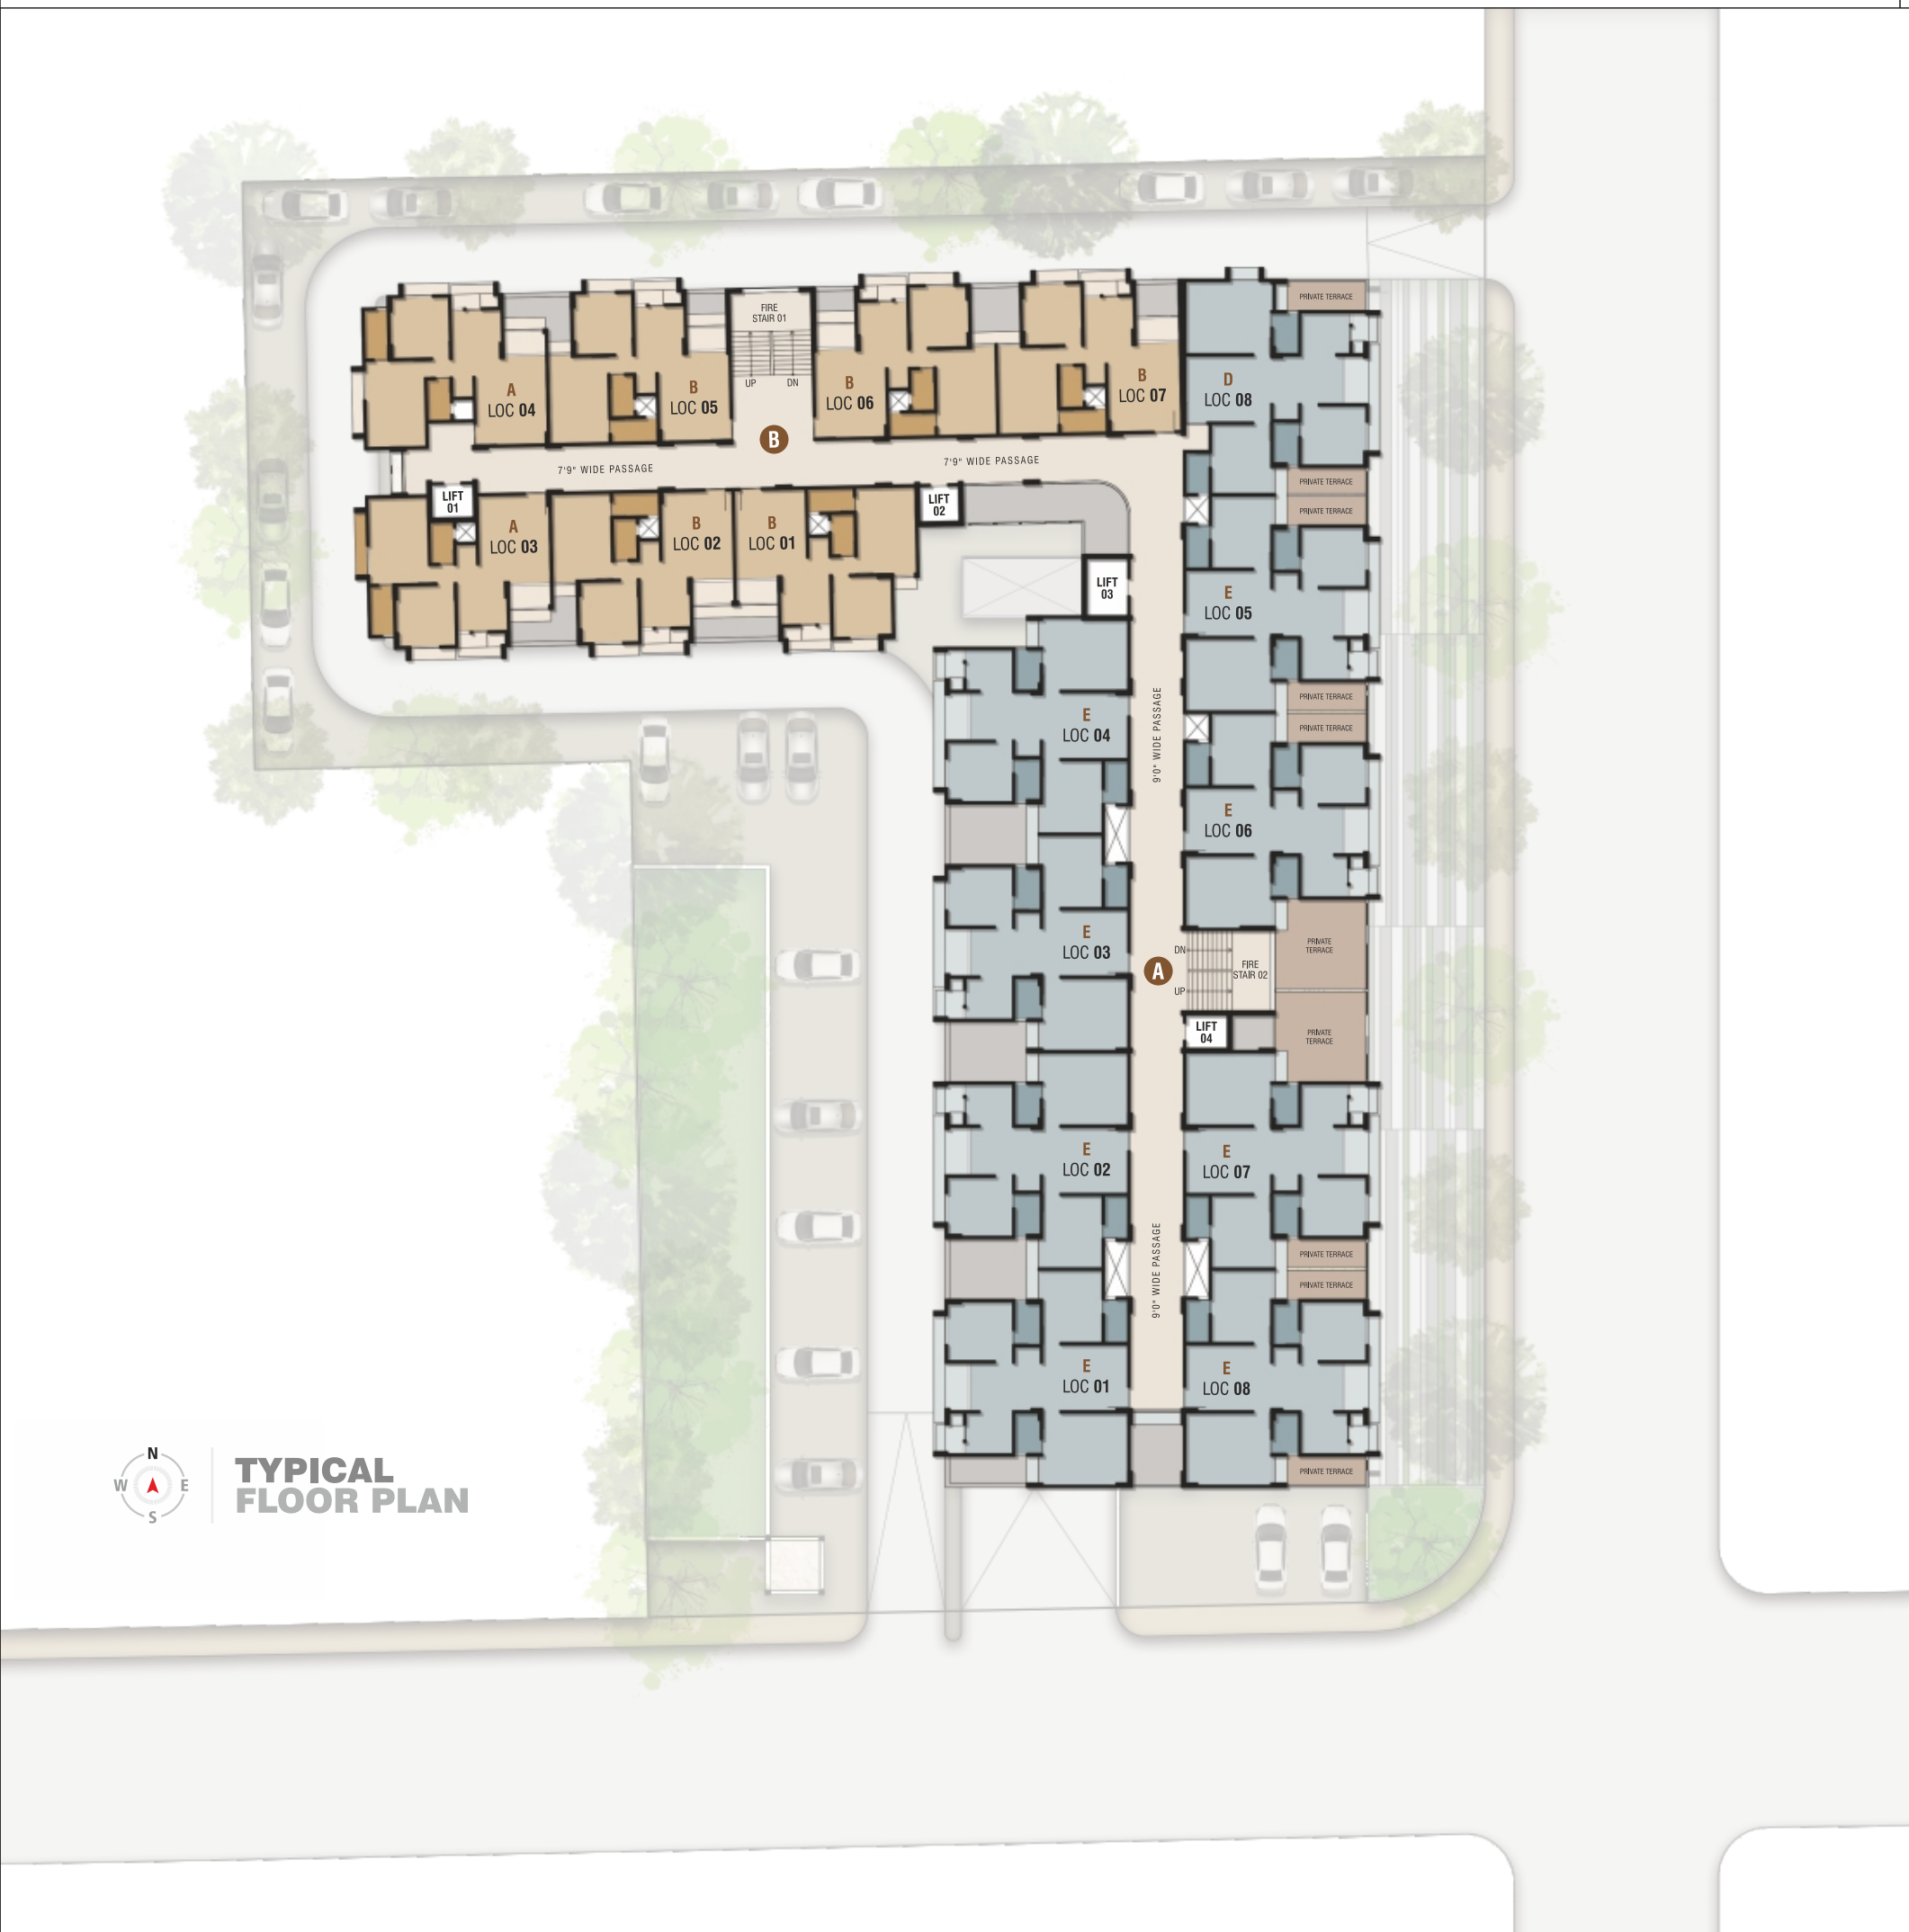 PRIVATE TERRACE
FIRE
STAIR 01
UP DN
A
LOC 04
B
LOC 05
B
LOC 06
B
LOC 07
D
LOC 08
B
7'9" WIDE PASSAGE
7'9" WIDE PASSAGE
PRIVATE TERRACE
PRIVATE TERRACE
LIFT
01
LIFT
02
A
LOC 03
B
LOC 02
B
LOC 01
LIFT
03
E
LOC 05
E
LOC 04
9'0" WIDE PASSAGE
PRIVATE TERRACE
PRIVATE TERRACE
E
LOC 06
E
LOC 03
A
DN
UP
FIRE
STAIR 02
PRIVATE
TERRACE
LIFT
04
PRIVATE
TERRACE
E
LOC 02
E
LOC 07
9'0" WIDE PASSAGE
PRIVATE TERRACE
PRIVATE TERRACE
E
LOC 01
E
LOC 08
PRIVATE TERRACE
N
W E
S
TYPICAL
FLOOR PLAN